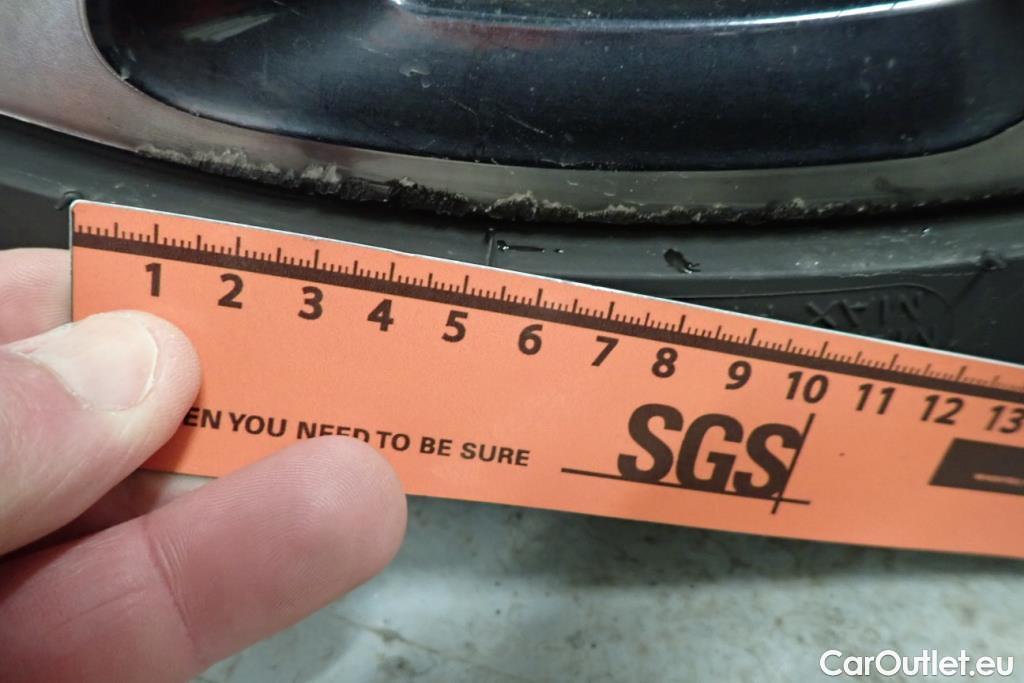 MAX
1 2 3 4 5 6 7 8 9 10 11 12 13
EN YOU NEED TO BE SURE
SGS
CarOutlet.eu